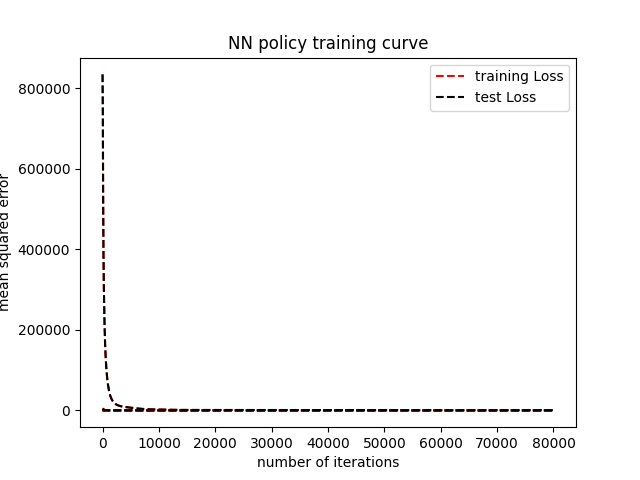 NN policy training curve
training Loss
test Loss
800000
600000
400000
200000
0
mean squared error
0 10000 20000 30000 40000 50000 60000 70000 80000
number of iterations